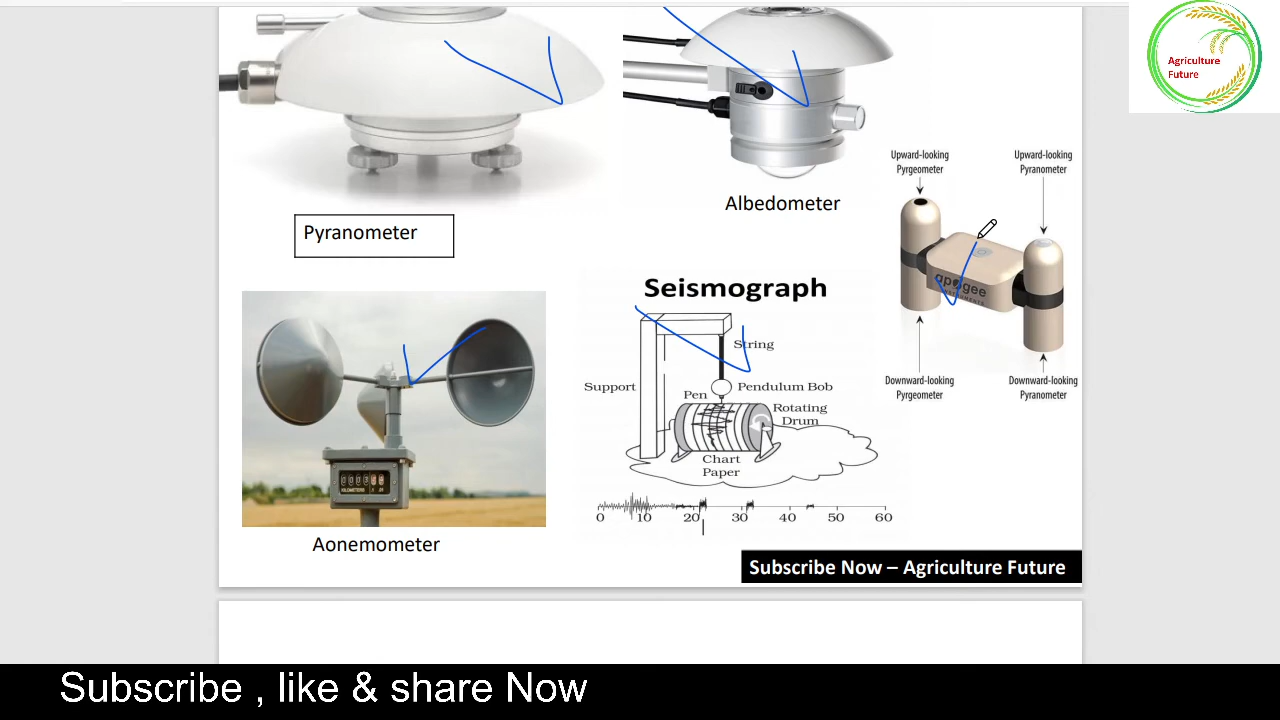 Agriculture
Future
Pyranometer
Albedometer
Upward-looking
Pyrgeometer
Upward-looking
Pyranometer
apogee
Downward-looking
Pyrgeometer
Downward-looking
Pyranometer
Seismograph
String
Support
Pendulum Bob
Pen
Rotating
Drum
Chart
Paper
0 10 20 30 40 50 60
KILOMETERS
Aonemometer
Subscribe Now – Agriculture Future
Subscribe , like & share Now